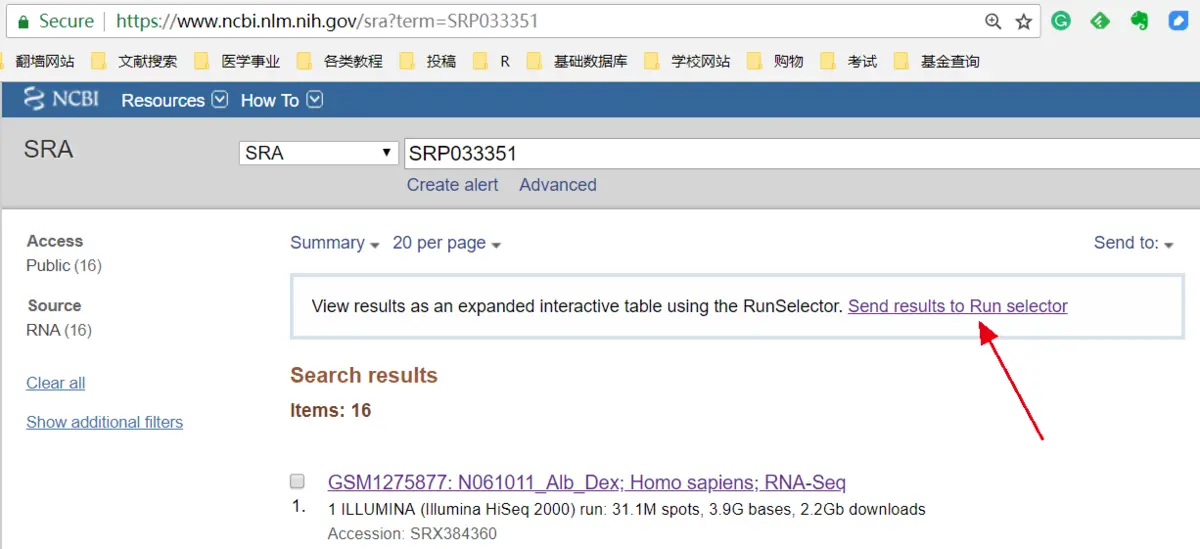 Secure https://www.ncbi.nlm.nih.gov/sra?term=SRP033351
翻墙网站 文献搜索 医学事业 各类教程 投稿 R 基础数据库 学校网站 购物 考试 基金查询
NCBI Resources How To
SRA SRA SRP033351
Create alert Advanced
Access
Public (16)
Source
RNA (16)
Clear all
Show additional filters
Summary 20 per page Send to:
View results as an expanded interactive table using the RunSelector. Send results to Run selector
Search results
Items: 16
GSM1275877: N061011_Alb_Dex; Homo sapiens; RNA-Seq
1. 1 ILLUMINA (Illumina HiSeq 2000) run: 31.1M spots, 3.9G bases, 2.2Gb downloads
Accession: SRX384360